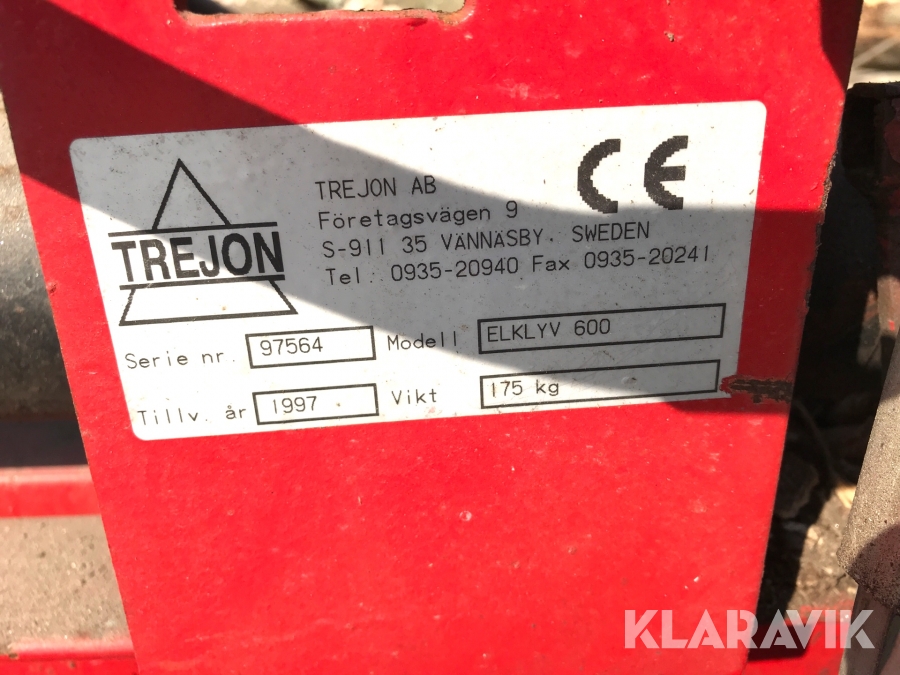 TREJON
TREJON AB
Företagsvägen 9
S-911 35 VÄNNÄSBY. SWEDEN
Tel. 0935-20940 Fax 0935-20241
CE
Serie nr. 97564 Modell ELKLYV 600
Tillv. år 1997 Vikt 175 kg
KLARAVIK